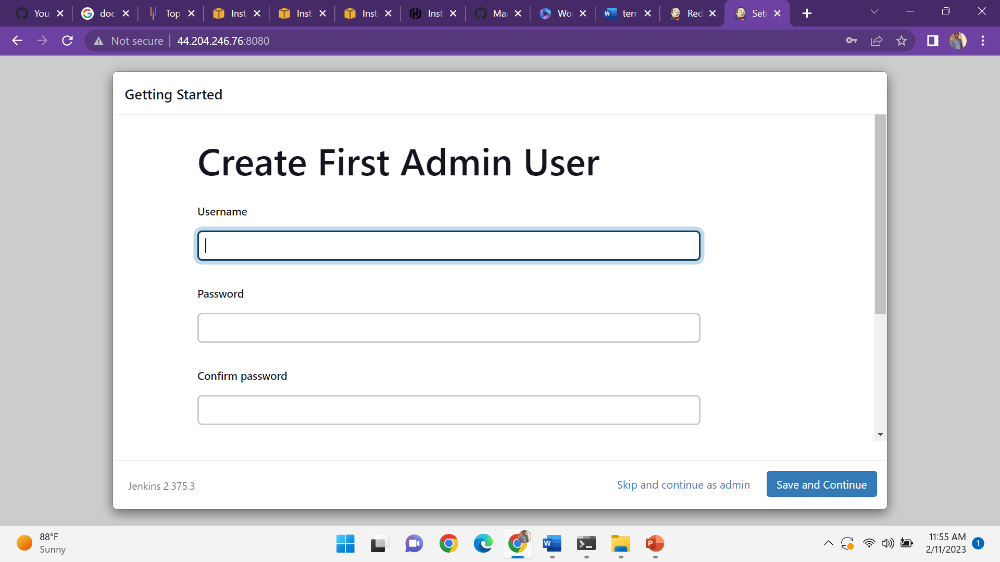 You
doc
Top
Inst
Inst
Inst
Inst
Mac
Wo
terr
Red
Set
Not secure
44.204.246.76:8080
Getting Started
Create First Admin User
Username
Password
Confirm password
Jenkins 2.375.3
Skip and continue as admin
Save and Continue
88°F
Sunny
W
P
11:55 AM
2/11/2023
1